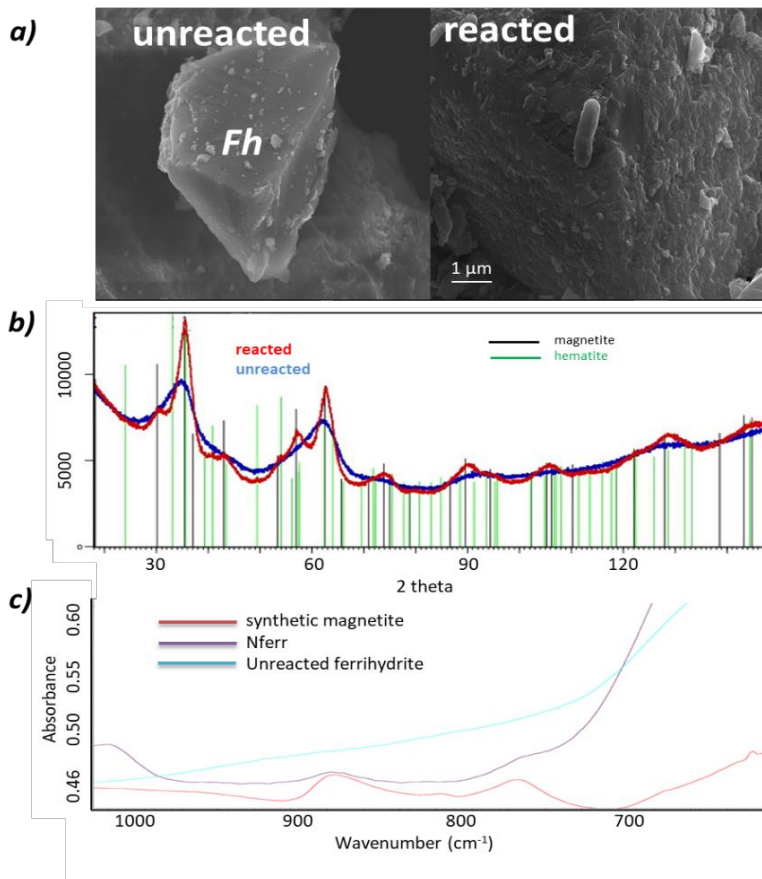 a)
unreacted
reacted
Fh
1 µm
b)
reacted
unreacted
magnetite
hematite
10000
5000
0
30
60
90
120
2 theta
c)
synthetic magnetite
Nferr
Unreacted ferrihydrite
Absorbance
0.60
0.55
0.50
0.46
1000
900
800
700
Wavenumber (cm⁻¹)